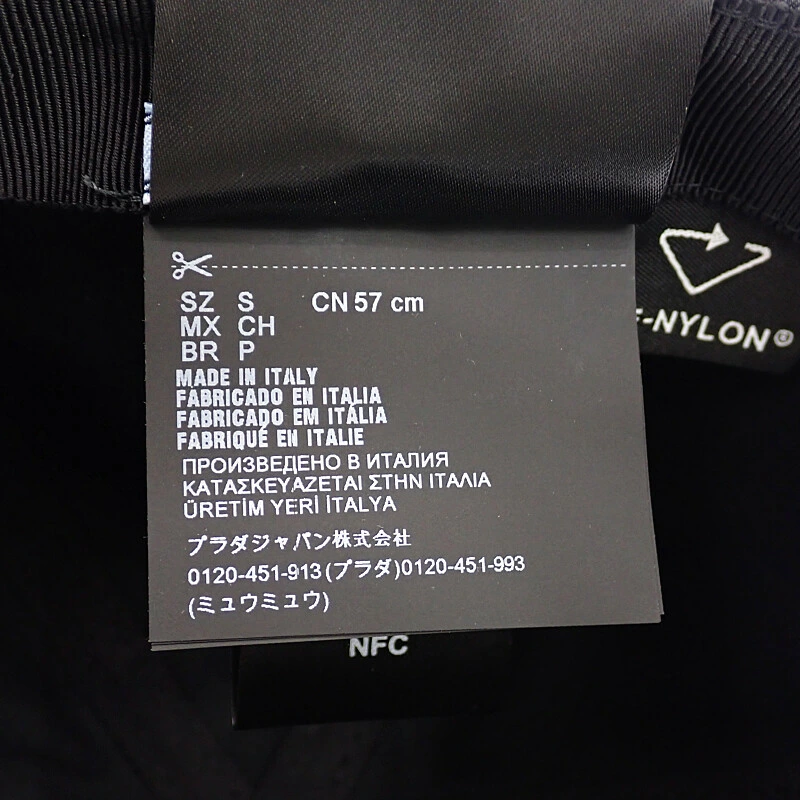 SZ S CN 57 cm
MX CH
BR P
MADE IN ITALY
FABRICADO EN ITALIA
FABRICADO EM ITÁLIA
FABRIQUÉ EN ITALIE
ПРОИЗВЕДЕНО В ИТАЛИЯ
ΚΑΤΑΣΚΕΥΑΖΕΤΑΙ ΣΤΗΝ ΙΤΑΛΙΑ
ÜRETİM YERİ İTALYA
プラダジャパン株式会社
0120-451-913(プラダ)0120-451-993
(ミュウミュウ)
-NYLON
NFC